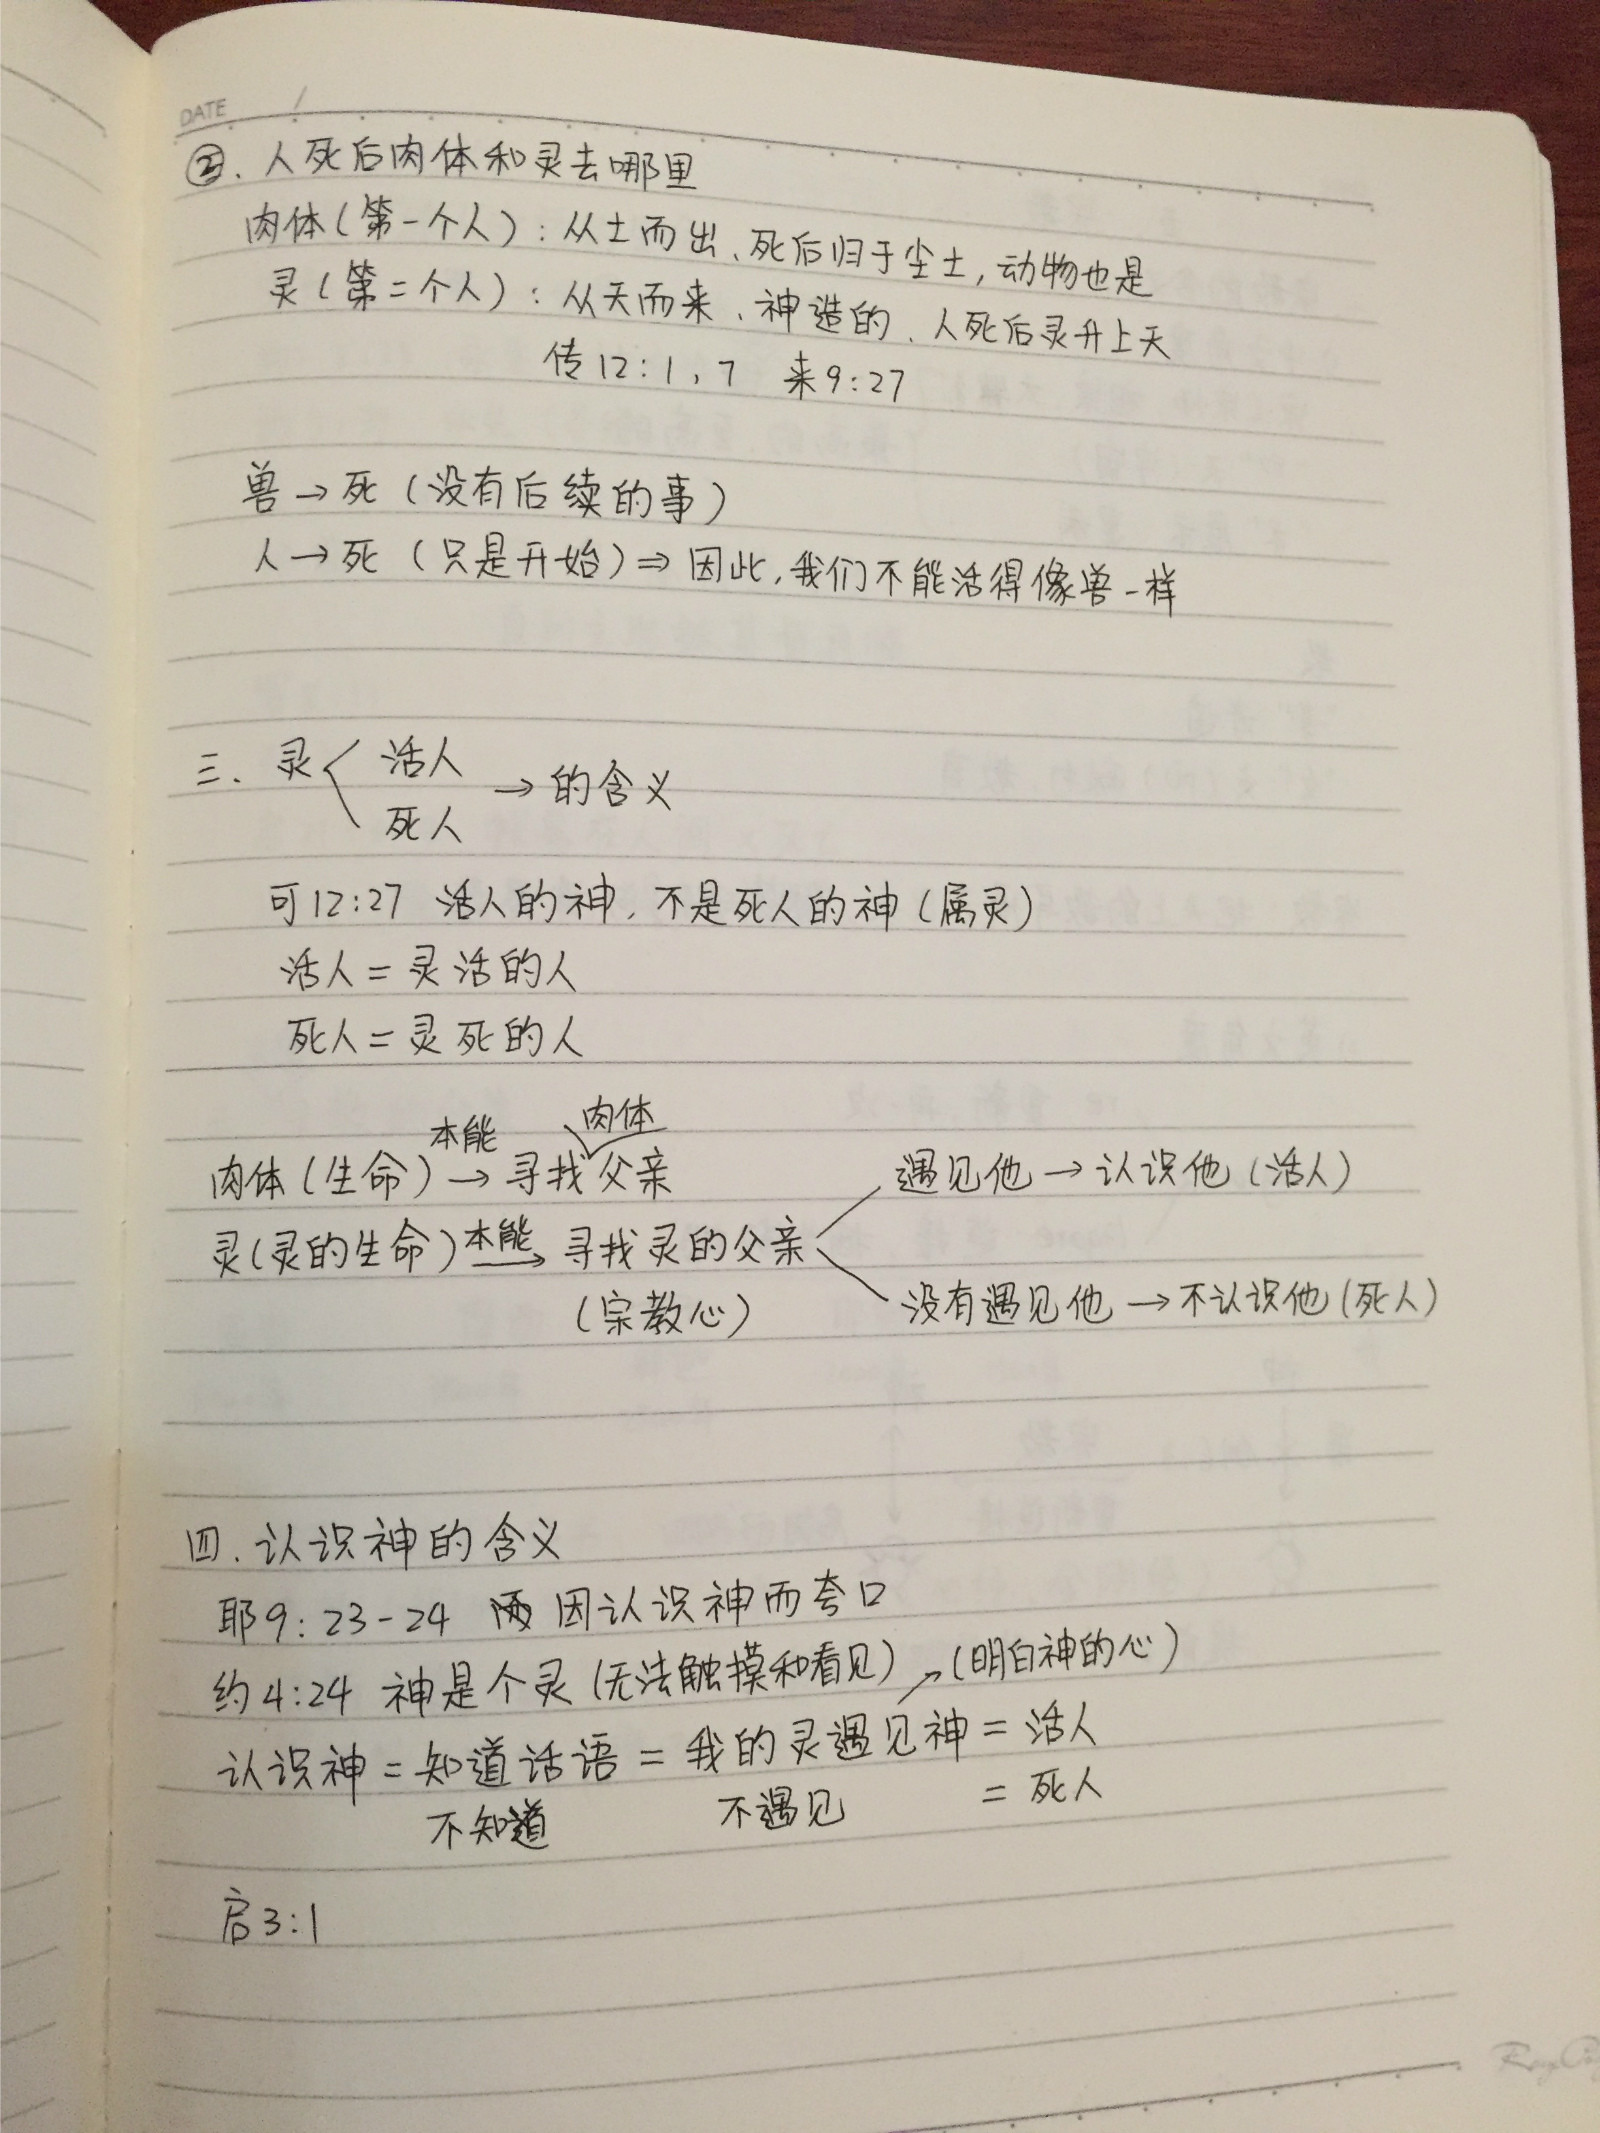 DATE /
②. 人死后肉体和灵去哪里
肉体(第一个人): 从土而出、死后归于尘土, 动物也是
灵(第二个人): 从天而来、神造的、人死后灵升上天
传12:1,7 来9:27
兽→死(没有后续的事)
人→死(只是开始)⇒因此,我们不能活得像兽一样
三. 灵 活人 →的含义
死人
可12:27 活人的神,不是死人的神(属灵)
活人=灵活的人
死人=灵死的人
本能 肉体
肉体(生命)→寻找父亲 遇见他→认识他(活人)
灵(灵的生命)本能→寻找灵的父亲
(宗教心) 没有遇见他→不认识他(死人)
四.认识神的含义
耶9:23-24 因认识神而夸口
约4:24 神是个灵(无法触摸和看见) ↗(明白神的心)
认识神=知道话语=我的灵遇见神=活人
不知道 不遇见 =死人
启3:1